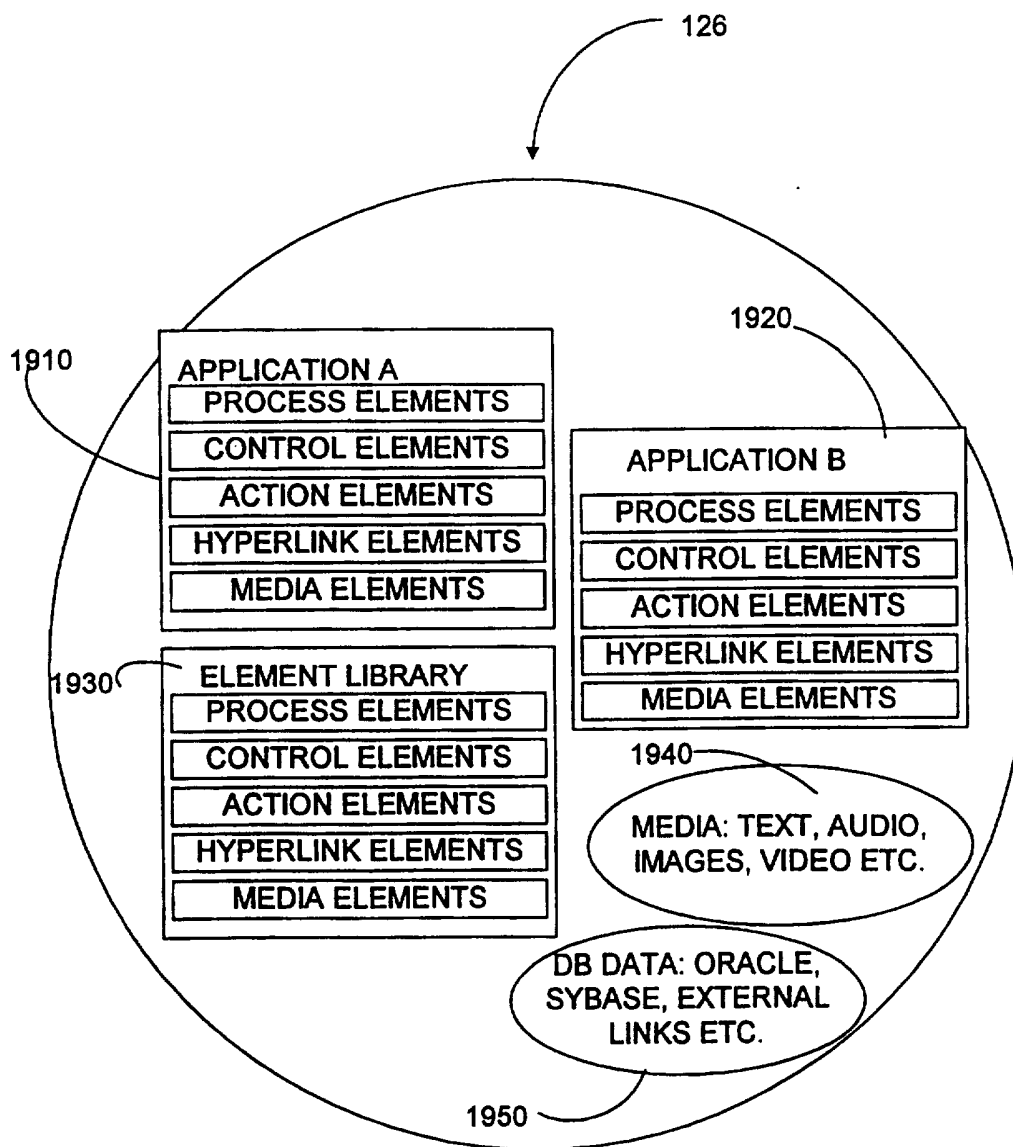 126
1910
APPLICATION A
PROCESS ELEMENTS
CONTROL ELEMENTS
ACTION ELEMENTS
HYPERLINK ELEMENTS
MEDIA ELEMENTS
1920
APPLICATION B
PROCESS ELEMENTS
CONTROL ELEMENTS
ACTION ELEMENTS
HYPERLINK ELEMENTS
MEDIA ELEMENTS
1930
ELEMENT LIBRARY
PROCESS ELEMENTS
CONTROL ELEMENTS
ACTION ELEMENTS
HYPERLINK ELEMENTS
MEDIA ELEMENTS
1940
MEDIA: TEXT, AUDIO,
IMAGES, VIDEO ETC.
DB DATA: ORACLE,
SYBASE, EXTERNAL
LINKS ETC.
1950